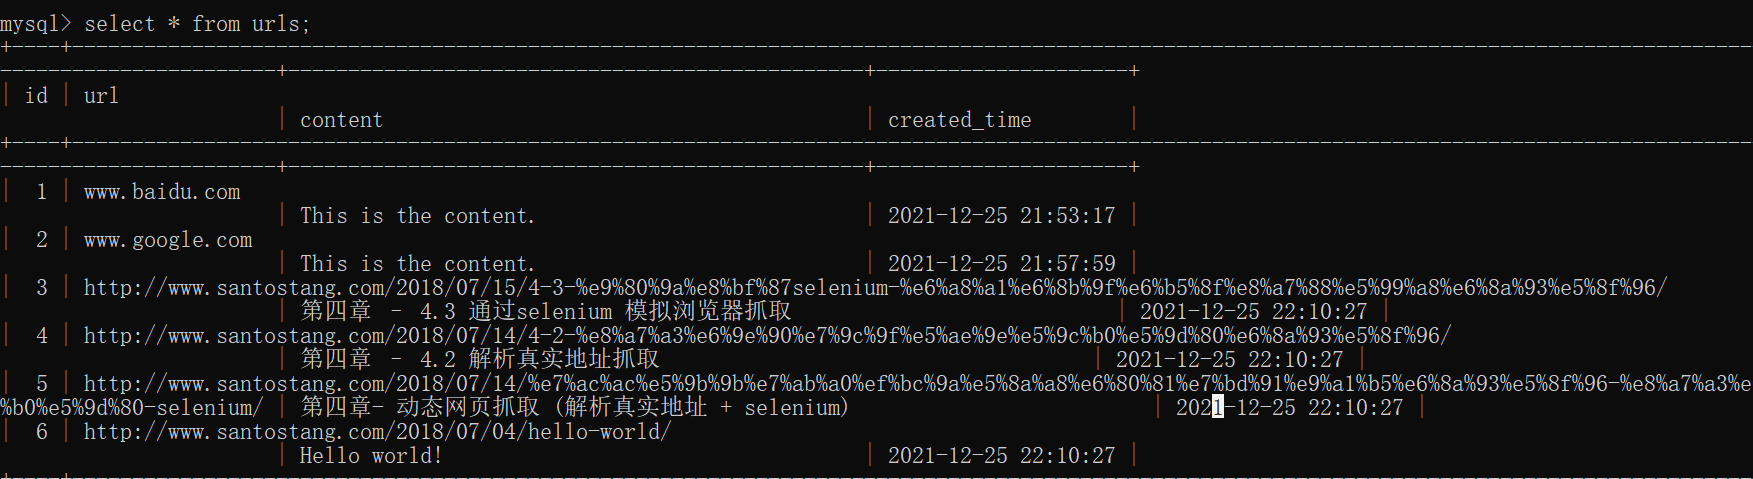 mysql> select * from urls;
| id | url
| content | created_time |
| 1 | www.baidu.com
| This is the content. | 2021-12-25 21:53:17 |
| 2 | www.google.com
| This is the content. | 2021-12-25 21:57:59 |
| 3 | http://www.santostang.com/2018/07/15/4-3-%e9%80%9a%e8%bf%87selenium-%e6%a8%a1%e6%8b%9f%e6%b5%8f%e8%a7%88%e5%99%a8%e6%8a%93%e5%8f%96/
| 第四章 - 4.3 通过selenium 模拟浏览器抓取 | 2021-12-25 22:10:27 |
| 4 | http://www.santostang.com/2018/07/14/4-2-%e8%a7%a3%e6%9e%90%e7%9c%9f%e5%ae%9e%e5%9c%b0%e5%9d%80%e6%8a%93%e5%8f%96/
| 第四章 - 4.2 解析真实地址抓取 | 2021-12-25 22:10:27 |
| 5 | http://www.santostang.com/2018/07/14/%e7%ac%ac%e5%9b%9b%e7%ab%a0%ef%bc%9a%e5%8a%a8%e6%80%81%e7%bd%91%e9%a1%b5%e6%8a%93%e5%8f%96-%e8%a7%a3%e
%b0%e5%9d%80-selenium/ | 第四章- 动态网页抓取 (解析真实地址 + selenium) | 2021-12-25 22:10:27 |
| 6 | http://www.santostang.com/2018/07/04/hello-world/
| Hello world! | 2021-12-25 22:10:27 |